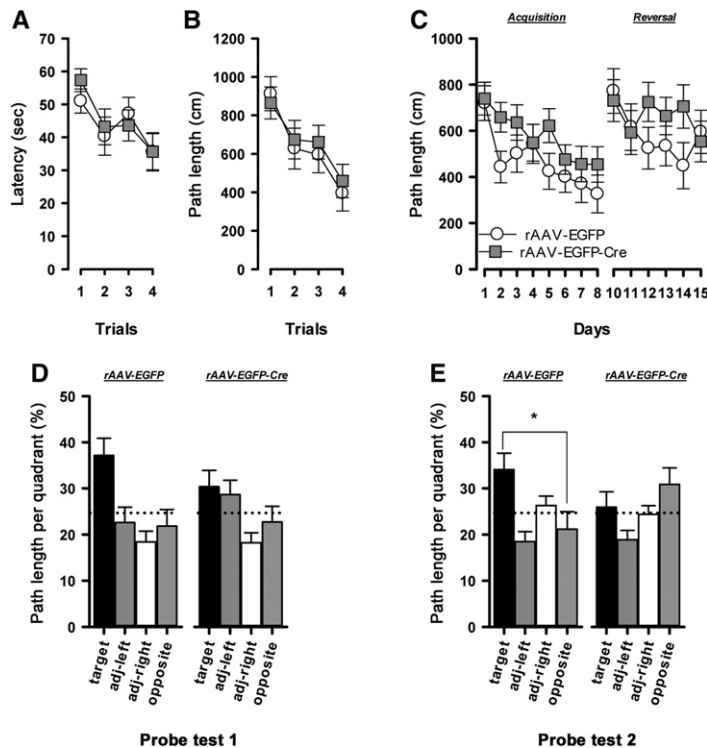 A
Latency (sec)
70
60
50
40
30
20
10
0
1 2 3 4
Trials
B
Path length (cm)
1200
1000
800
600
400
200
0
1 2 3 4
Trials
C
Acquisition Reversal
Path length (cm)
1000
800
600
400
200
0
rAAV-EGFP
rAAV-EGFP-Cre
1 2 3 4 5 6 7 8 10 11 12 13 14 15
Days
D
rAAV-EGFP rAAV-EGFP-Cre
Path length per quadrant (%)
50
40
30
20
10
0
target adj-left adj-right opposite target adj-left adj-right opposite
Probe test 1
E
rAAV-EGFP rAAV-EGFP-Cre
Path length per quadrant (%)
50
40
30
20
10
0
*
target adj-left adj-right opposite target adj-left adj-right opposite
Probe test 2